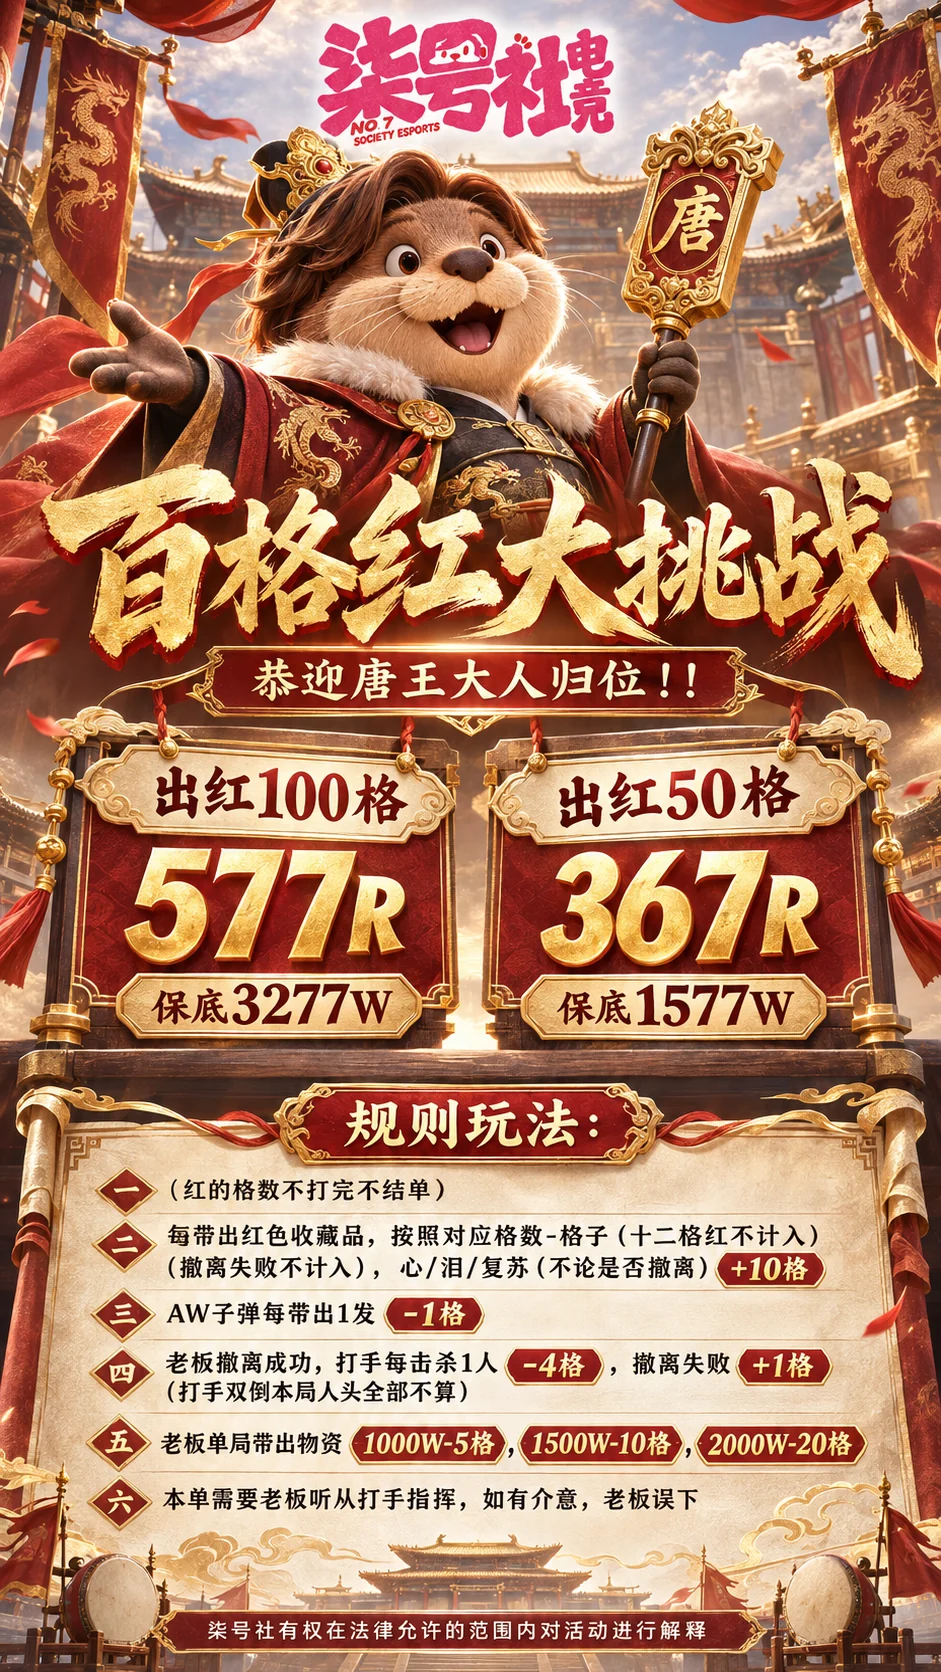 柒号社电竞
NO.7
SOCIETY ESPORTS
唐
百格红大挑战
恭迎唐王大人归位!!
出红100格
577R
保底3277W
出红50格
367R
保底1577W
规则玩法:
一 (红的格数不打完不结单)
二 每带出红色收藏品,按照对应格数-格子(十二格红不计入)
(撤离失败不计入),心/泪/复苏(不论是否撤离) +10格
三 AW子弹每带出1发 -1格
四 老板撤离成功,打手每击杀1人 -4格 ,撤离失败 +1格
(打手双倒本局人头全部不算)
五 老板单局带出物资 1000W-5格,1500W-10格,2000W-20格
六 本单需要老板听从打手指挥,如有介意,老板误下
柒号社有权在法律允许的范围内对活动进行解释